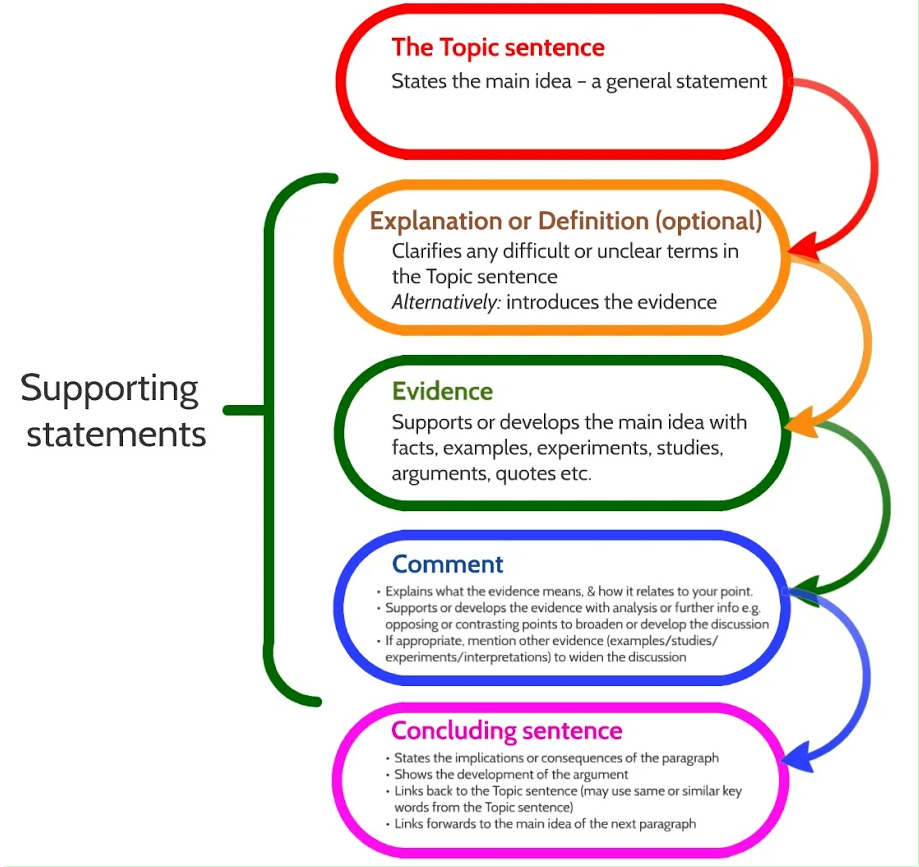 The Topic sentence
States the main idea – a general statement
Explanation or Definition (optional)
Clarifies any difficult or unclear terms in
the Topic sentence
Alternatively: introduces the evidence
Supporting
statements
Evidence
Supports or develops the main idea with
facts, examples, experiments, studies,
arguments, quotes etc.
Comment
• Explains what the evidence means, & how it relates to your point.
• Supports or develops the evidence with analysis or further info e.g.
opposing or contrasting points to broaden or develop the discussion
• If appropriate, mention other evidence (examples/studies/
experiments/interpretations) to widen the discussion
Concluding sentence
• States the implications or consequences of the paragraph
• Shows the development of the argument
• Links back to the Topic sentence (may use same or similar key
words from the Topic sentence)
• Links forwards to the main idea of the next paragraph